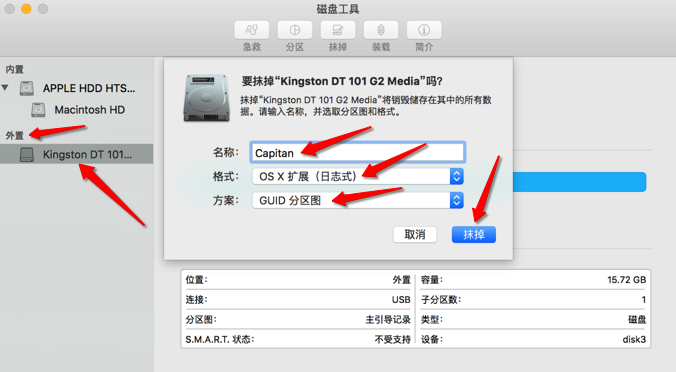 磁盘工具
急救 分区 抹掉 装载 简介
内置
APPLE HDD HTS...
Macintosh HD
外置
Kingston DT 101...
要抹掉“Kingston DT 101 G2 Media”吗？
抹掉“Kingston DT 101 G2 Media”将销毁储存在其中的所有数
据。请输入名称，并选取分区图和格式。
名称： Capitan
格式： OS X 扩展（日志式）
方案： GUID 分区图
取消 抹掉
位置： 外置 容量： 15.72 GB
连接： USB 子分区数： 1
分区图： 主引导记录 类型： 磁盘
S.M.A.R.T. 状态： 不受支持 设备： disk3